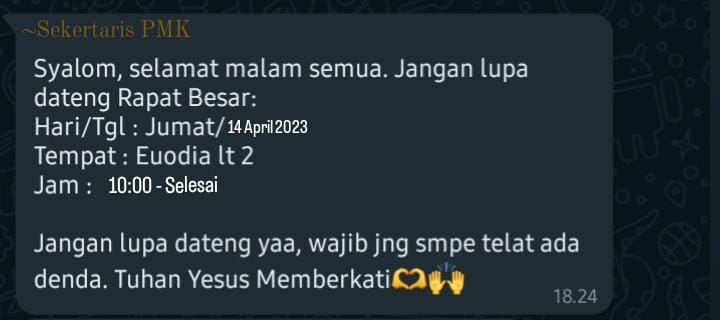 ~Sekertaris PMK
Syalom, selamat malam semua. Jangan lupa
dateng Rapat Besar:
Hari/Tgl : Jumat/14 April 2023
Tempat : Euodia lt 2
Jam : 10:00 - Selesai
Jangan lupa dateng yaa, wajib jng smpe telat ada
denda. Tuhan Yesus Memberkati🫶🙌
18.24